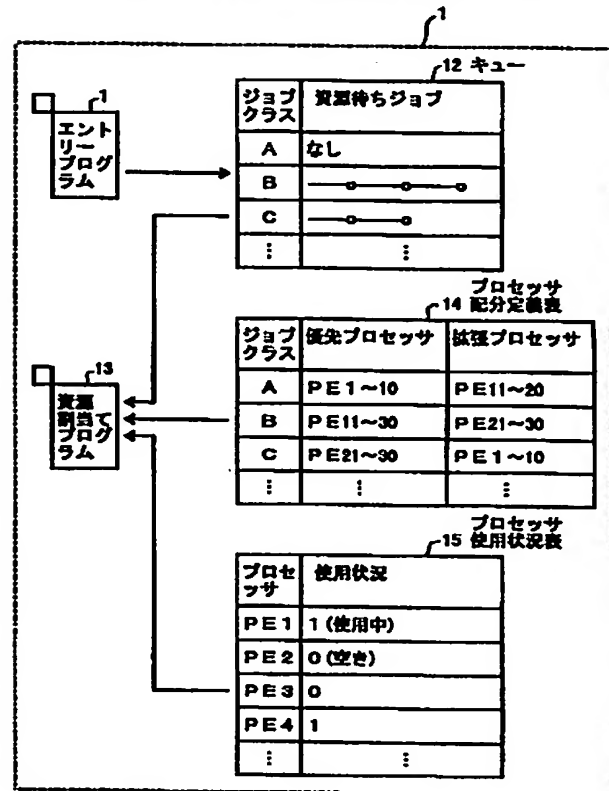 1
12 キュー
ジョブ
クラス
資源待ちジョブ
A
なし
B
C
⋮
⋮
1
エント
リー
プログ
ラム
プロセッサ
14 配分定義表
ジョブ
クラス
優先プロセッサ
拡張プロセッサ
A
PE1～10
PE11～20
B
PE11～30
PE21～30
C
PE21～30
PE1～10
⋮
⋮
⋮
13
資源
割当て
プログ
ラム
プロセッサ
15 使用状況表
プロセ
ッサ
使用状況
PE1
1 (使用中)
PE2
0 (空き)
PE3
0
PE4
1
⋮
⋮